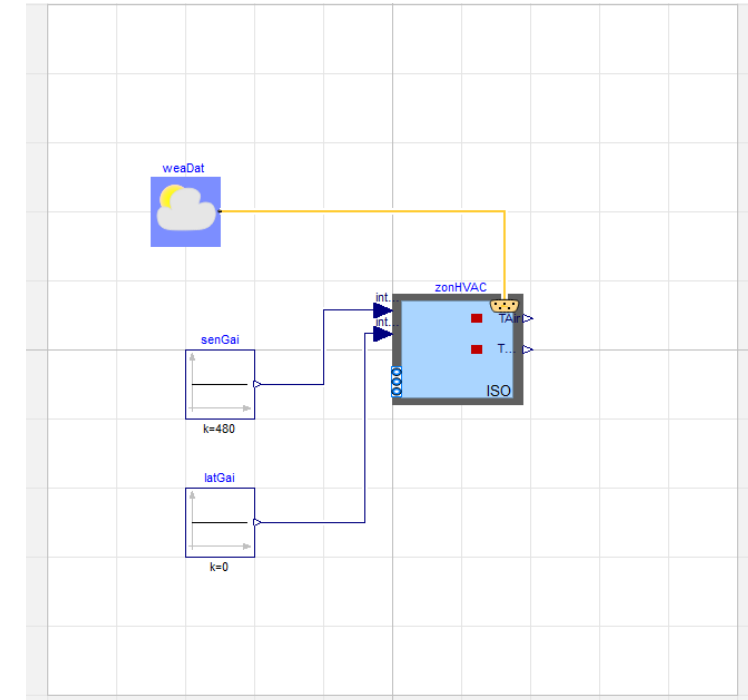 weaDat
zonHVAC
int...
TAir
int...
senGai
T...
ISO
k=480
latGai
k=0